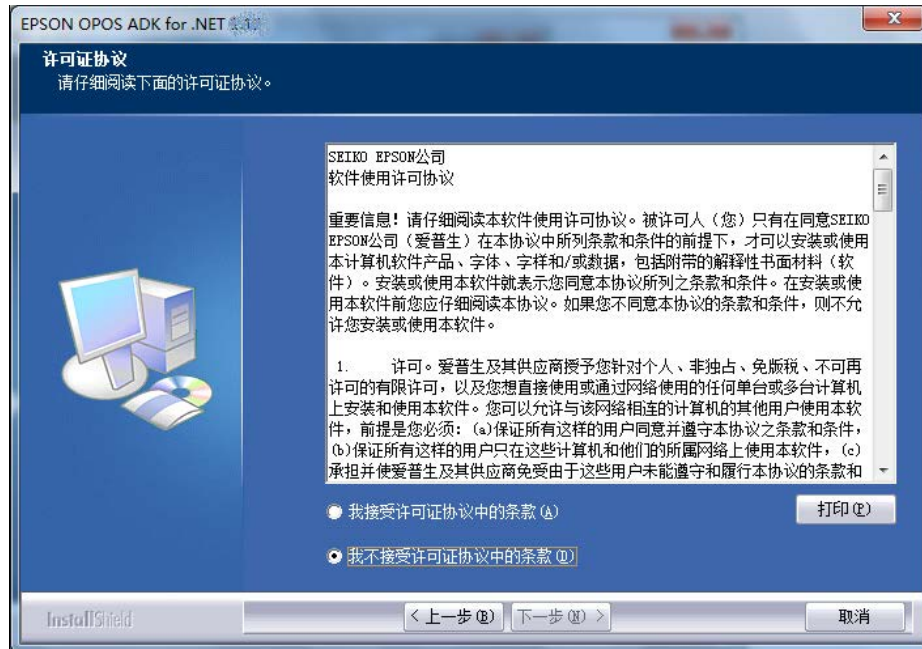 EPSON OPOS ADK for .NET
许可证协议
请仔细阅读下面的许可证协议。
SEIKO EPSON公司
软件使用许可协议
重要信息！请仔细阅读本软件使用许可协议。被许可人（您）只有在同意SEIKO
EPSON公司（爱普生）在本协议中所列条款和条件的前提下，才可以安装或使用
本计算机软件产品、字体、字样和/或数据，包括附带的解释性书面材料（软
件）。安装或使用本软件就表示您同意本协议所列之条款和条件。在安装或使
用本软件前您应仔细阅读本协议。如果您不同意本协议的条款和条件，则不允
许您安装或使用本软件。
1. 许可。爱普生及其供应商授予您针对个人、非独占、免版税、不可再
许可的有限许可，以及您想直接使用或通过网络使用的任何单台或多台计算机
上安装和使用本软件。您可以允许与该网络相连的计算机的其他用户使用本软
件，前提是您必须：(a)保证所有这样的用户同意并遵守本协议之条款和条件，
(b)保证所有这样的用户只在这些计算机和他们的所属网络上使用本软件，(c)
承担并使爱普生及其供应商免受由于这些用户未能遵守和履行本协议的条款和
我接受许可证协议中的条款(A)
打印(P)
我不接受许可证协议中的条款(D)
InstallShield
< 上一步(B)
下一步(N) >
取消